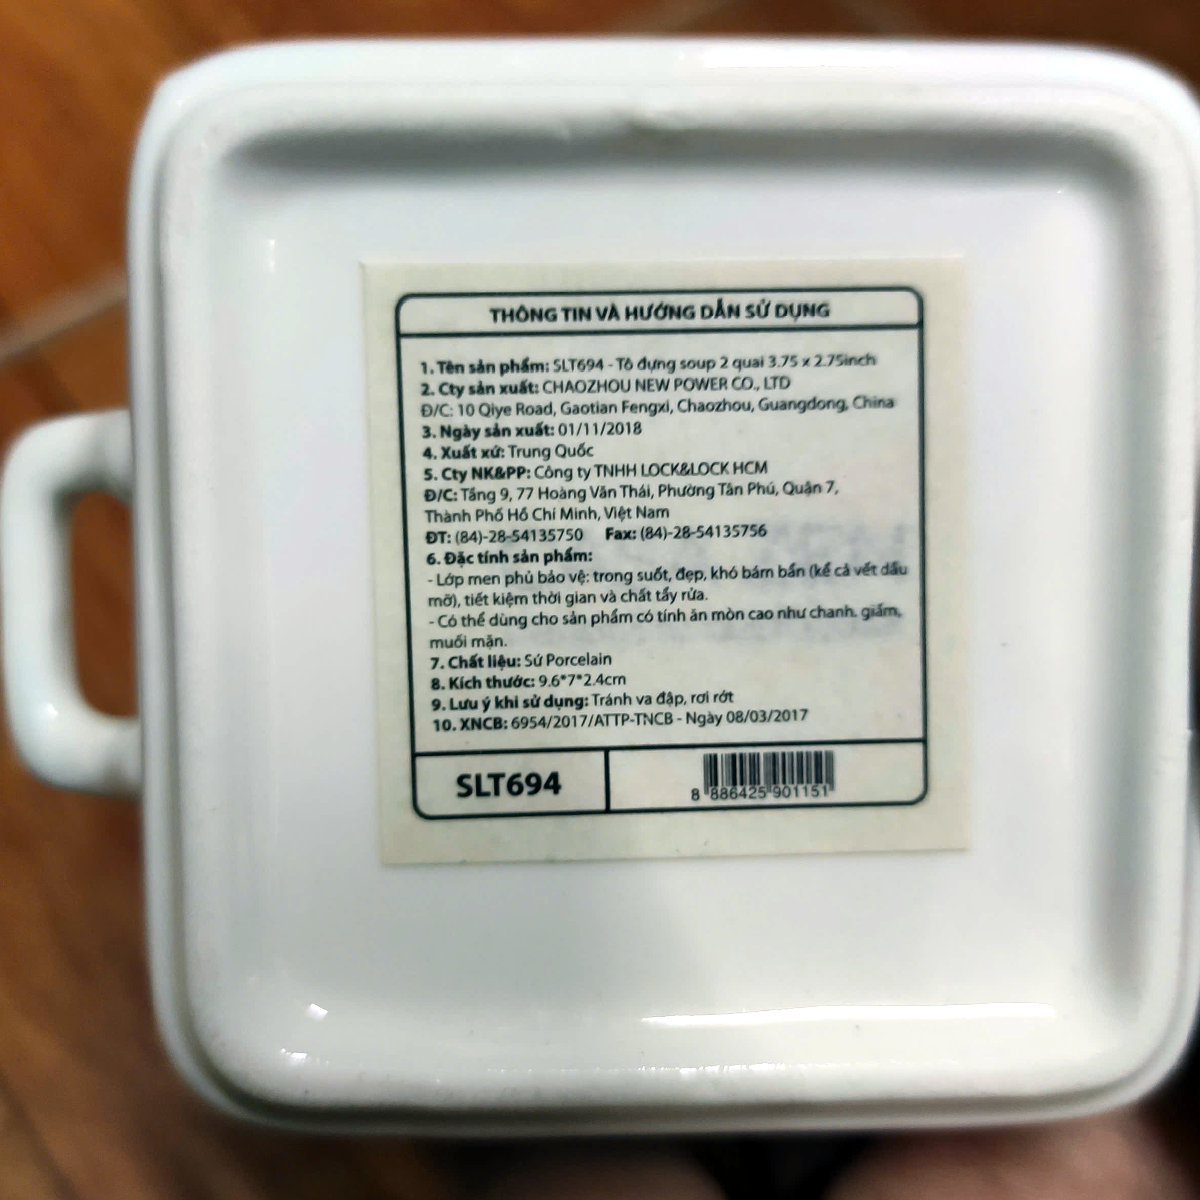 THÔNG TIN VÀ HƯỚNG DẪN SỬ DỤNG
1. Tên sản phẩm: SLT694 - Tô đựng soup 2 quai 3.75 x 2.75inch
2. Cty sản xuất: CHAOZHOU NEW POWER CO., LTD
Đ/C: 10 Qiye Road, Gaotian Fengxi, Chaozhou, Guangdong, China
3. Ngày sản xuất: 01/11/2018
4. Xuất xứ: Trung Quốc
5. Cty NK&PP: Công ty TNHH LOCK&LOCK HCM
Đ/C: Tầng 9, 77 Hoàng Văn Thái, Phường Tân Phú, Quận 7,
Thành Phố Hồ Chí Minh, Việt Nam
ĐT: (84)-28-54135750 Fax: (84)-28-54135756
6. Đặc tính sản phẩm:
- Lớp men phủ bảo vệ: trong suốt, đẹp, khó bám bẩn (kể cả vết dầu
mỡ), tiết kiệm thời gian và chất tẩy rửa.
- Có thể dùng cho sản phẩm có tính ăn mòn cao như chanh. giấm,
muối mặn.
7. Chất liệu: Sứ Porcelain
8. Kích thước: 9.6*7*2.4cm
9. Lưu ý khi sử dụng: Tránh va đập, rơi rớt
10. XNCB: 6954/2017/ATTP-TNCB - Ngày 08/03/2017
SLT694
8 886425 901151